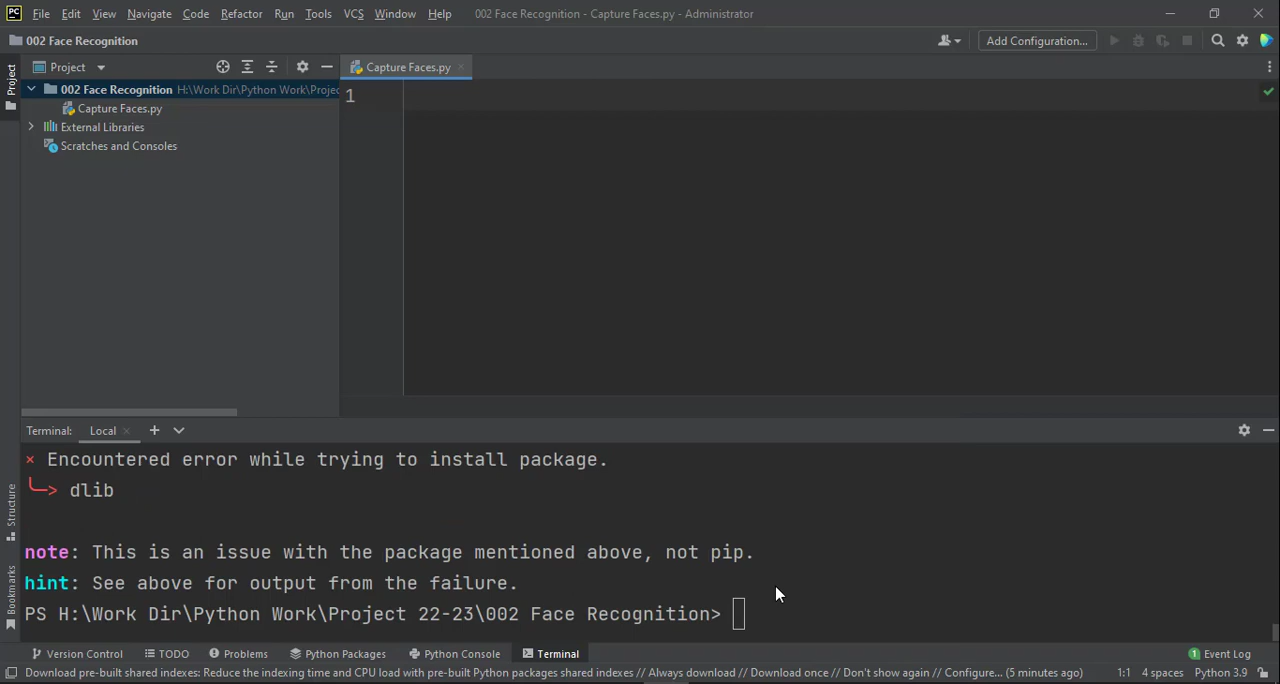 PC File Edit View Navigate Code Refactor Run Tools VCS Window Help 002 Face Recognition - Capture Faces.py - Administrator
002 Face Recognition Add Configuration...
Project Project Capture Faces.py
002 Face Recognition H:\Work Dir\Python Work\Projec 1
Capture Faces.py
External Libraries
Scratches and Consoles
Terminal: Local
× Encountered error while trying to install package.
╰─> dlib
note: This is an issue with the package mentioned above, not pip.
hint: See above for output from the failure.
PS H:\Work Dir\Python Work\Project 22-23\002 Face Recognition>
Structure
Bookmarks
Version Control TODO Problems Python Packages Python Console Terminal 1 Event Log
Download pre-built shared indexes: Reduce the indexing time and CPU load with pre-built Python packages shared indexes // Always download // Download once // Don't show again // Configure... (5 minutes ago) 1:1 4 spaces Python 3.9